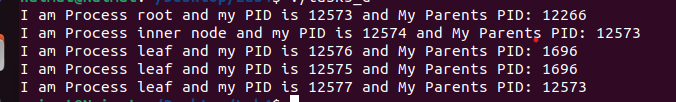 I am Process root and my PID is 12573 and My Parents PID: 12266
I am Process inner node and my PID is 12574 and My Parents PID: 12573
I am Process leaf and my PID is 12576 and My Parents PID: 1696
I am Process leaf and my PID is 12575 and My Parents PID: 1696
I am Process leaf and my PID is 12577 and My Parents PID: 12573